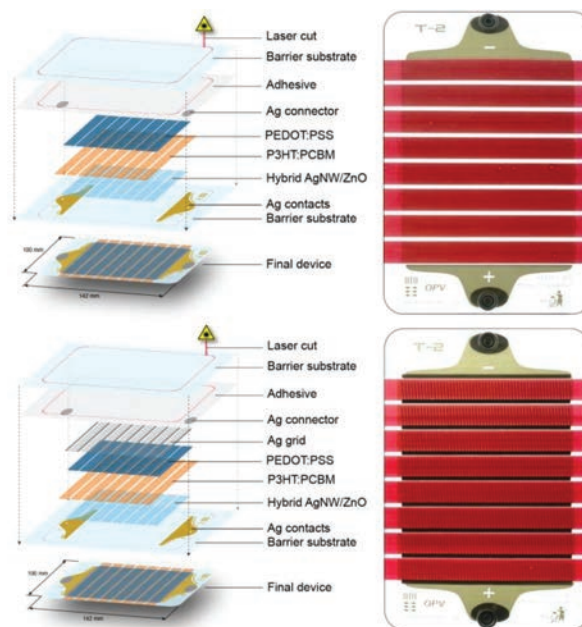 Laser cut
Barrier substrate
Adhesive
Ag connector
PEDOT:PSS
P3HT:PCBM
Hybrid AgNW/ZnO
Ag contacts
Barrier substrate
Final device
100 mm
142 mm
T-2
−
+
OPV
Laser cut
Barrier substrate
Adhesive
Ag connector
Ag grid
PEDOT:PSS
P3HT:PCBM
Hybrid AgNW/ZnO
Ag contacts
Barrier substrate
Final device
100 mm
142 mm
T-2
−
+
OPV